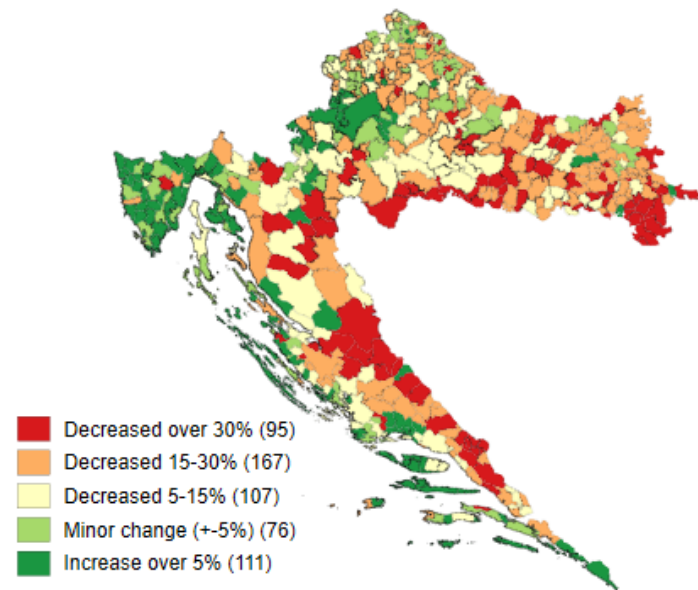 Decreased over 30% (95)
Decreased 15-30% (167)
Decreased 5-15% (107)
Minor change (+-5%) (76)
Increase over 5% (111)